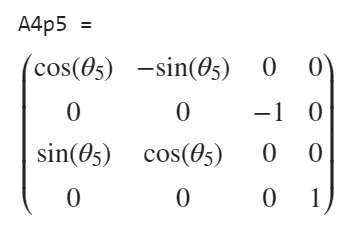 A4p5 =
cos(θ₅) −sin(θ₅) 0 0
0 0 −1 0
sin(θ₅) cos(θ₅) 0 0
0 0 0 1